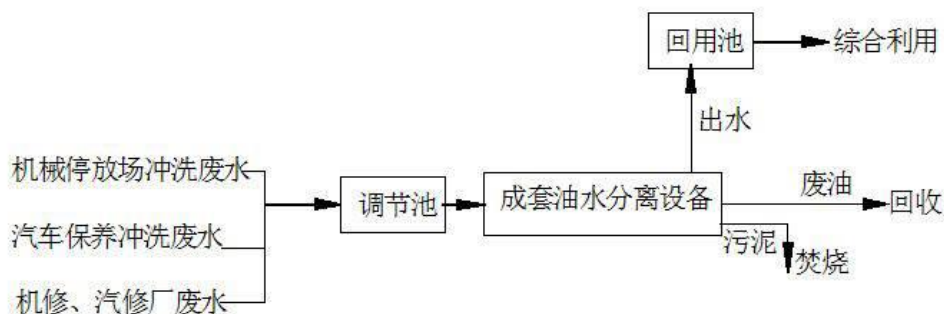 回用池
综合利用
出水
机械停放场冲洗废水
调节池
成套油水分离设备
废油
回收
汽车保养冲洗废水
污泥
焚烧
机修、汽修厂废水